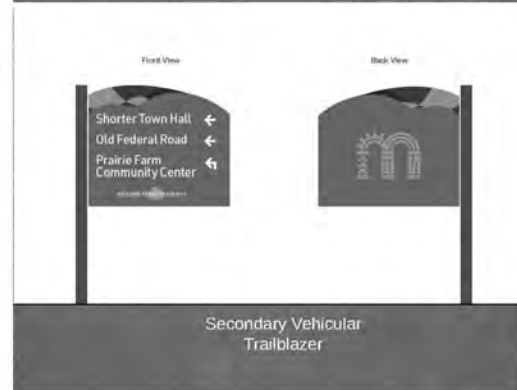 Front View
Back View
Shorter Town Hall
Old Federal Road
Prairie Farm
Community Center
Secondary Vehicular
Trailblazer